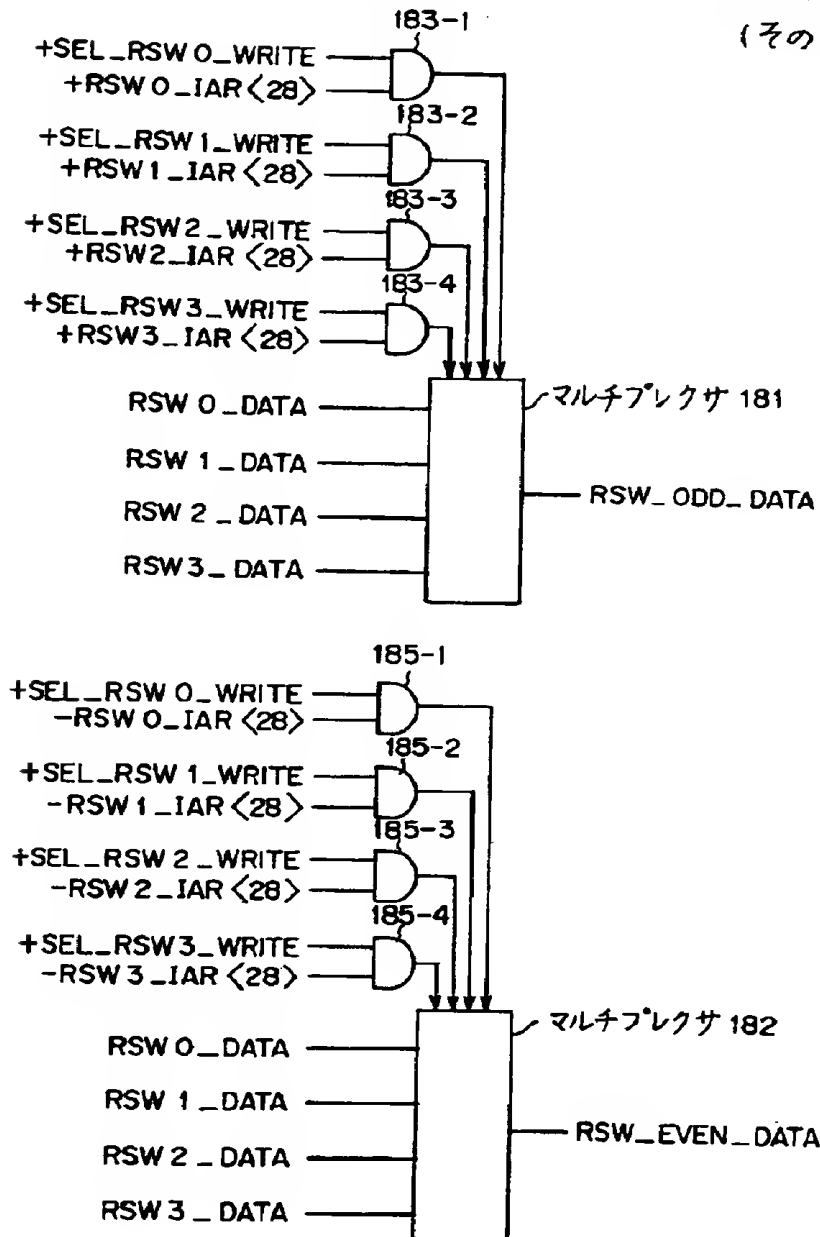 183-1
(その
+SEL_RSW0_WRITE
+RSW0_IAR〈28〉
183-2
+SEL_RSW1_WRITE
+RSW1_IAR〈28〉
183-3
+SEL_RSW2_WRITE
+RSW2_IAR〈28〉
183-4
+SEL_RSW3_WRITE
+RSW3_IAR〈28〉
RSW0_DATA
マルチプレクサ 181
RSW1_DATA
RSW_ODD_DATA
RSW2_DATA
RSW3_DATA
185-1
+SEL_RSW0_WRITE
-RSW0_IAR〈28〉
185-2
+SEL_RSW1_WRITE
-RSW1_IAR〈28〉
185-3
+SEL_RSW2_WRITE
-RSW2_IAR〈28〉
185-4
+SEL_RSW3_WRITE
-RSW3_IAR〈28〉
マルチプレクサ 182
RSW0_DATA
RSW1_DATA
RSW_EVEN_DATA
RSW2_DATA
RSW3_DATA